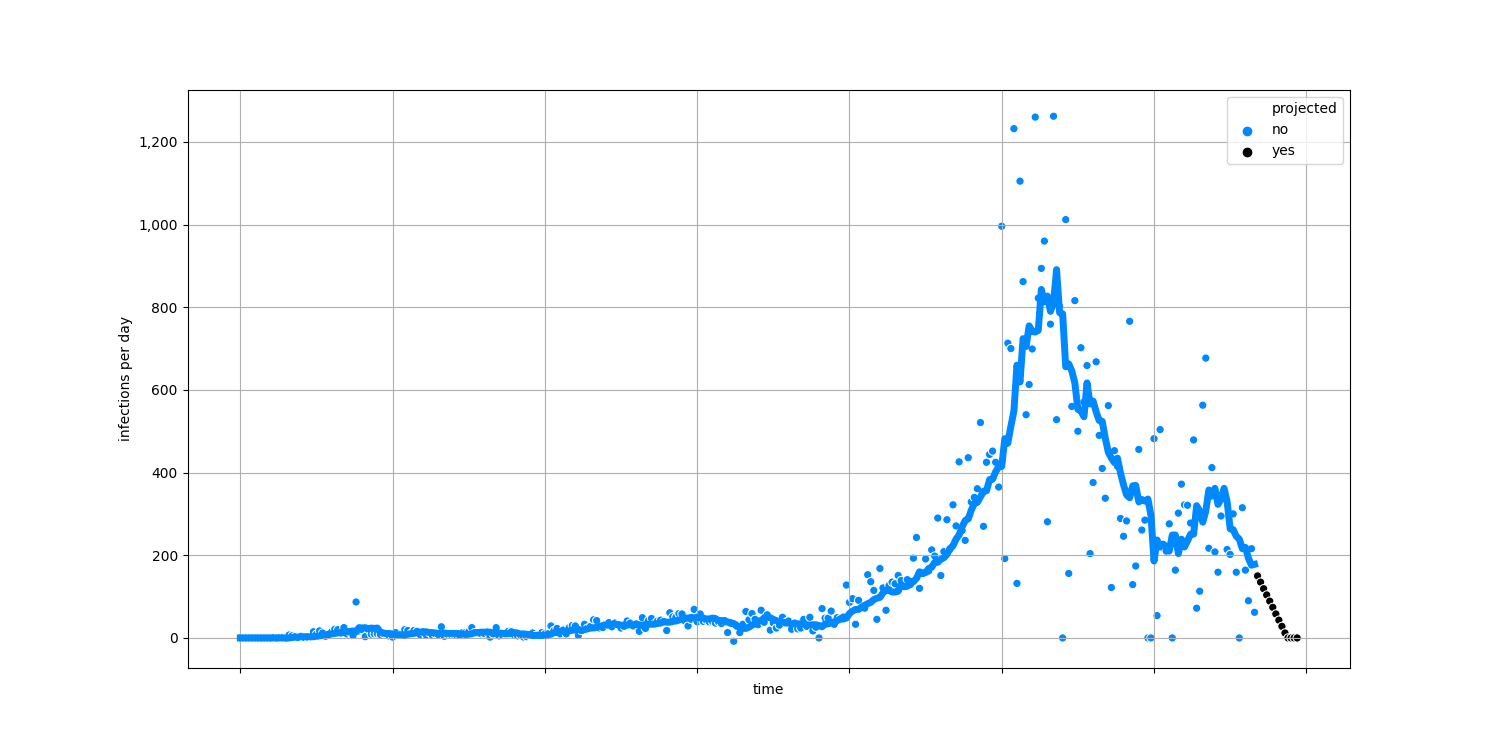 projected
no
yes
1,200
1,000
800
600
400
200
0
infections per day
time